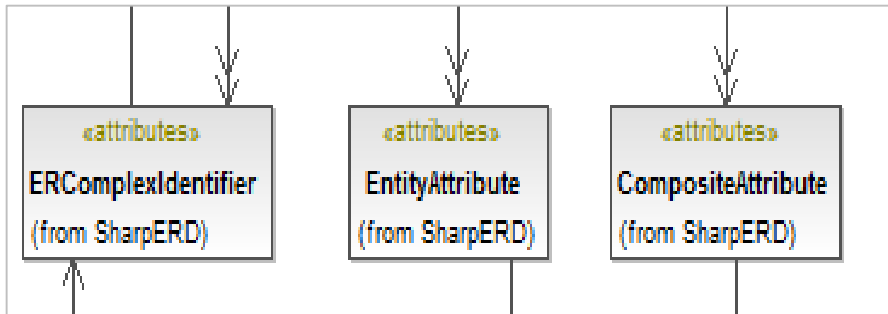 «attributes»
ERComplexIdentifier
(from SharpERD)
«attributes»
EntityAttribute
(from SharpERD)
«attributes»
CompositeAttribute
(from SharpERD)